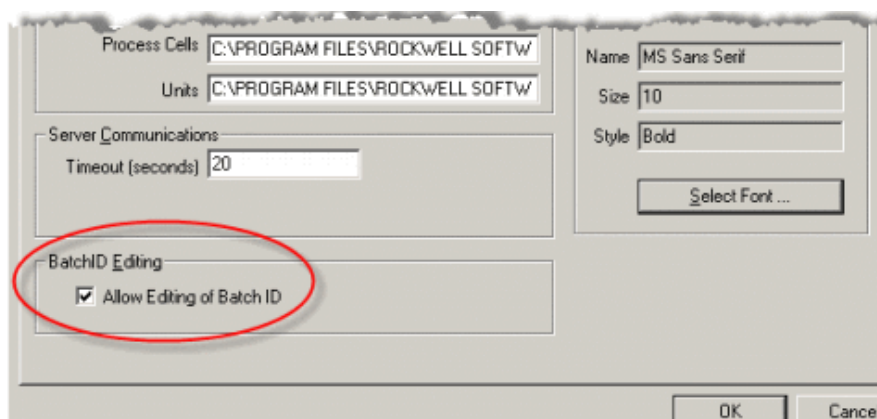 Process Cells C:\PROGRAM FILES\ROCKWELL SOFTW
Units C:\PROGRAM FILES\ROCKWELL SOFTW
Server Communications
Timeout (seconds) 20
BatchID Editing
Allow Editing of Batch ID
Name MS Sans Serif
Size 10
Style Bold
Select Font ...
OK
Cance